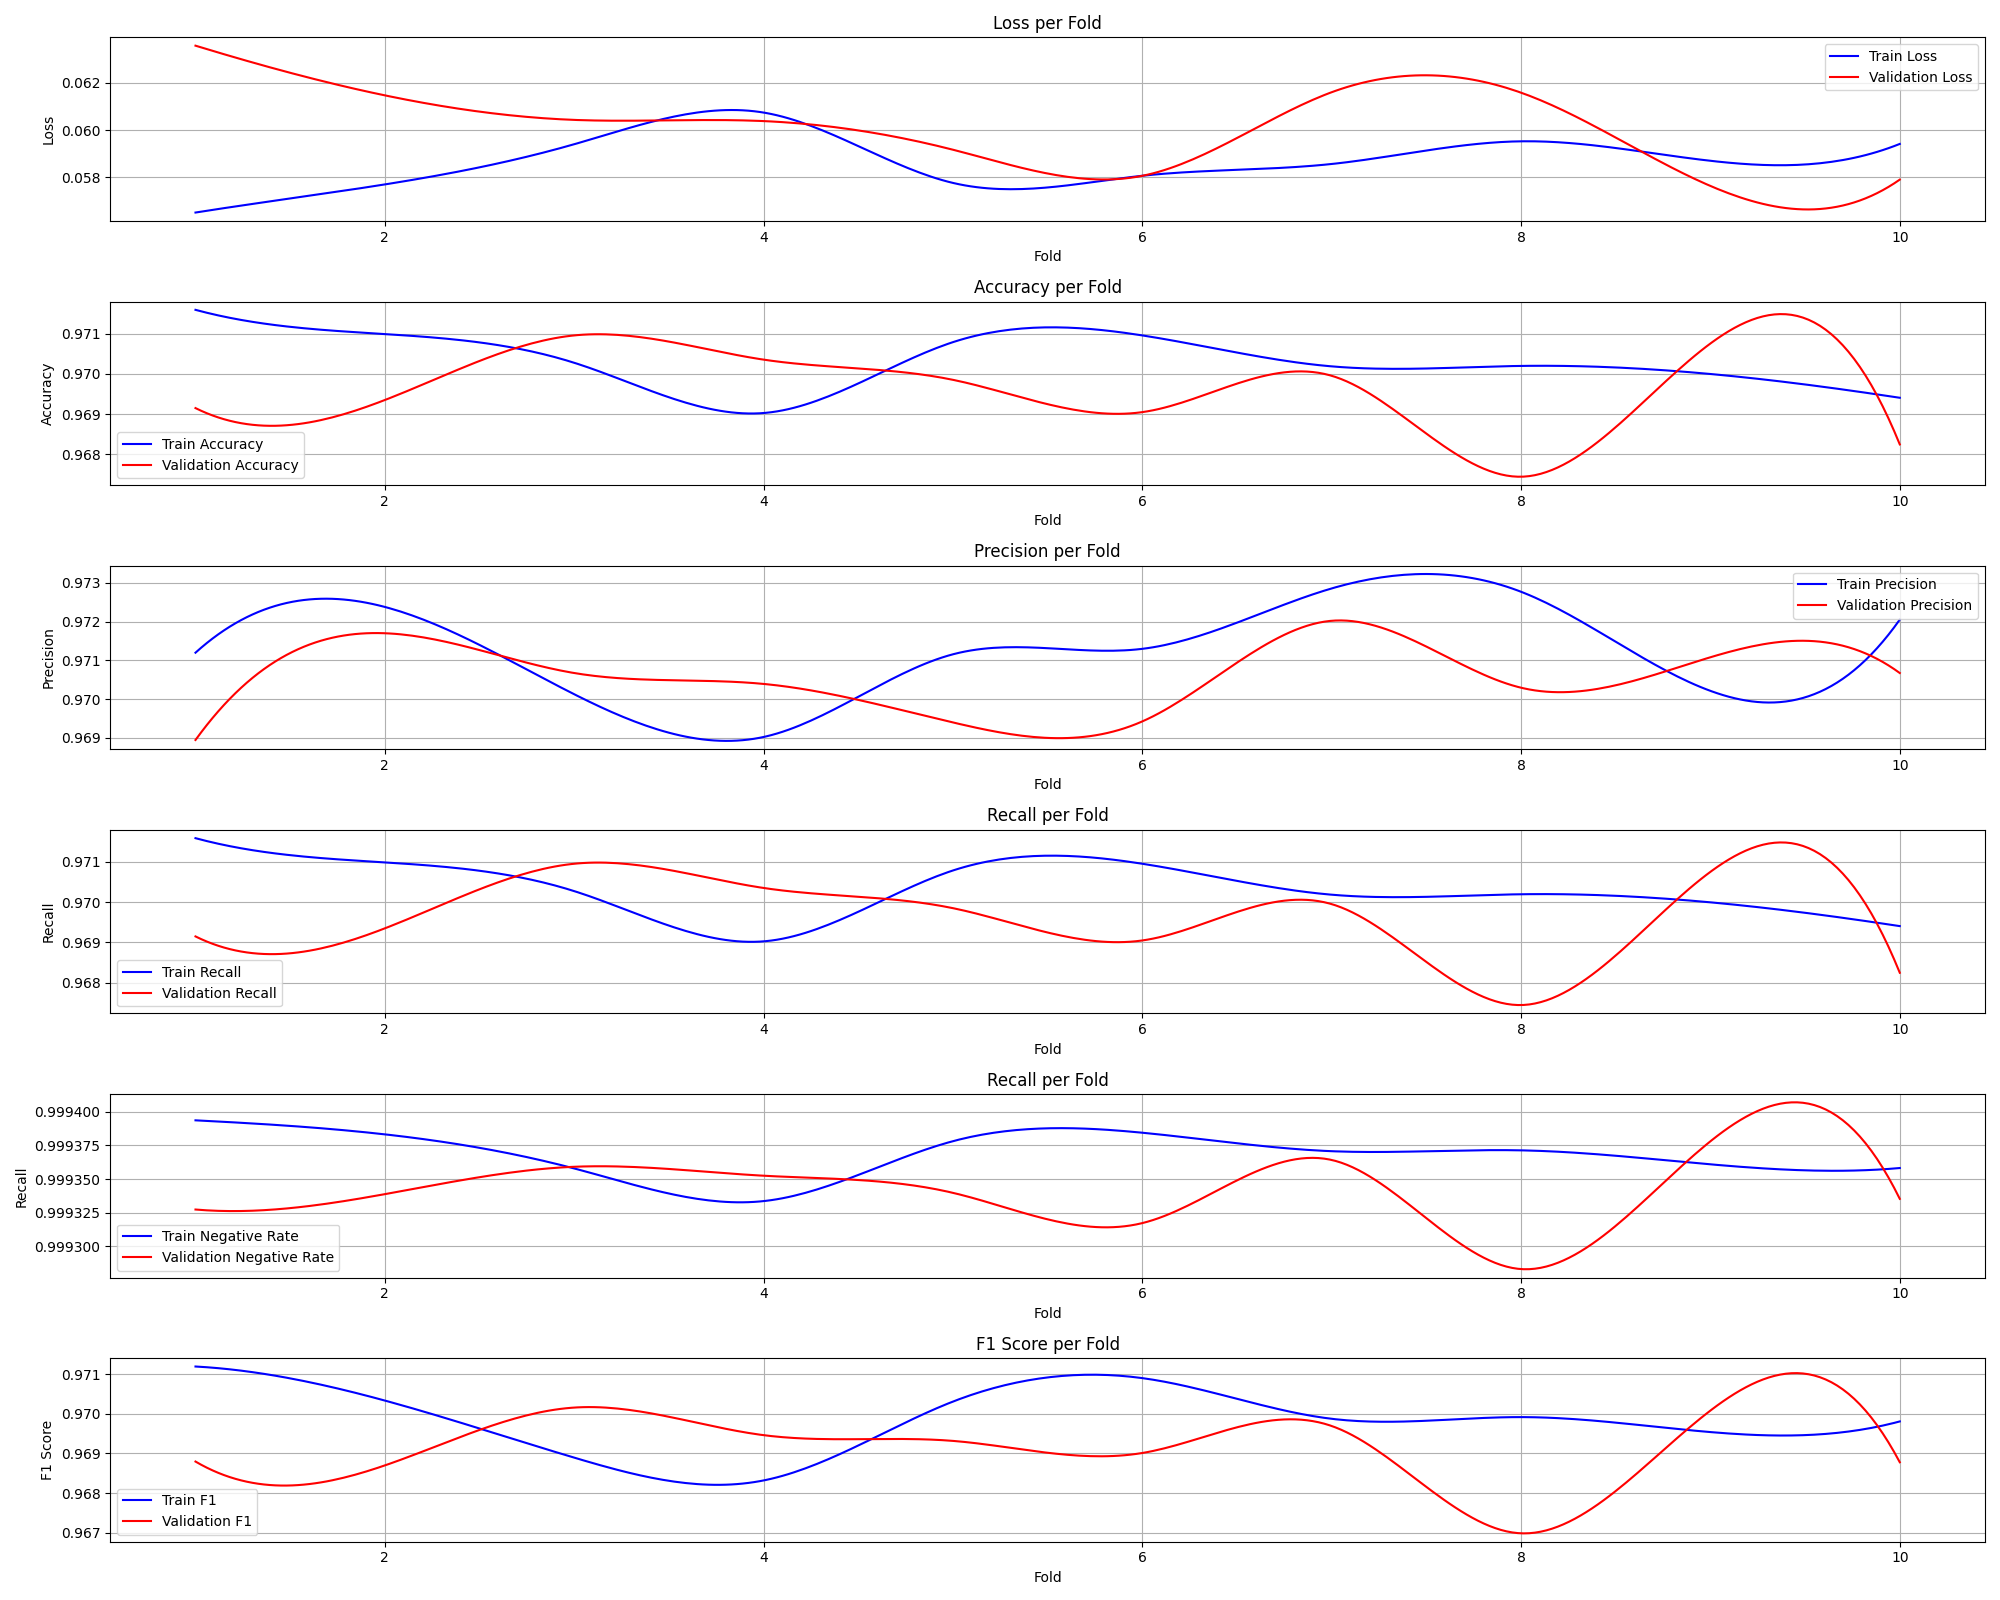 Loss per Fold
0.062
0.060
0.058
Loss
Train Loss
Validation Loss
2 4 6 8 10
Fold
Accuracy per Fold
0.971
0.970
0.969
0.968
Accuracy
Train Accuracy
Validation Accuracy
2 4 6 8 10
Fold
Precision per Fold
0.973
0.972
0.971
0.970
0.969
Precision
Train Precision
Validation Precision
2 4 6 8 10
Fold
Recall per Fold
0.971
0.970
0.969
0.968
Recall
Train Recall
Validation Recall
2 4 6 8 10
Fold
Recall per Fold
0.999400
0.999375
0.999350
0.999325
0.999300
Recall
Train Negative Rate
Validation Negative Rate
2 4 6 8 10
Fold
F1 Score per Fold
0.971
0.970
0.969
0.968
0.967
F1 Score
Train F1
Validation F1
2 4 6 8 10
Fold